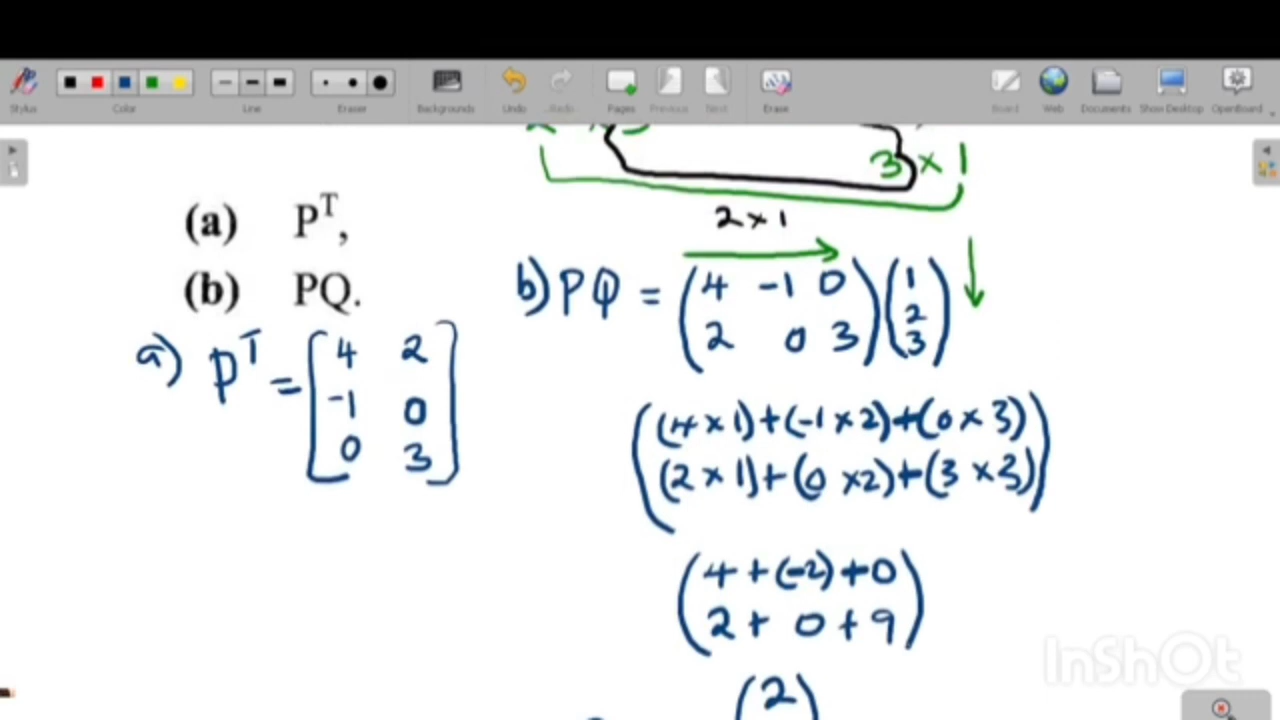 Stylus Color Line Eraser Backgrounds Undo Redo Pages Previous Next Erase Board Web Documents Show Desktop OpenBoard
3 × 1
2 × 1
(a) Pᵀ,
(b) PQ.
b) PQ = (4 -1 0) (1)
(2 0 3) (2)
(3)
a) Pᵀ = [4 2]
[-1 0]
[0 3]
((4 × 1) + (-1 × 2) + (0 × 3))
((2 × 1) + (0 × 2) + (3 × 3))
(4 + (-2) + 0)
(2 + 0 + 9)
(2)
InShOt